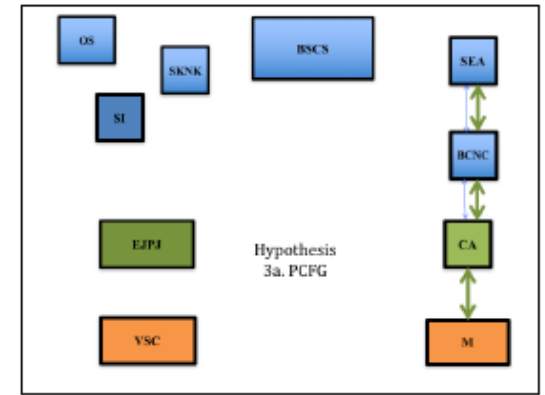 OS
BSCS
SKNK
SEA
SI
BCNC
EJPJ
Hypothesis
3a. PCFG
CA
VSC
M